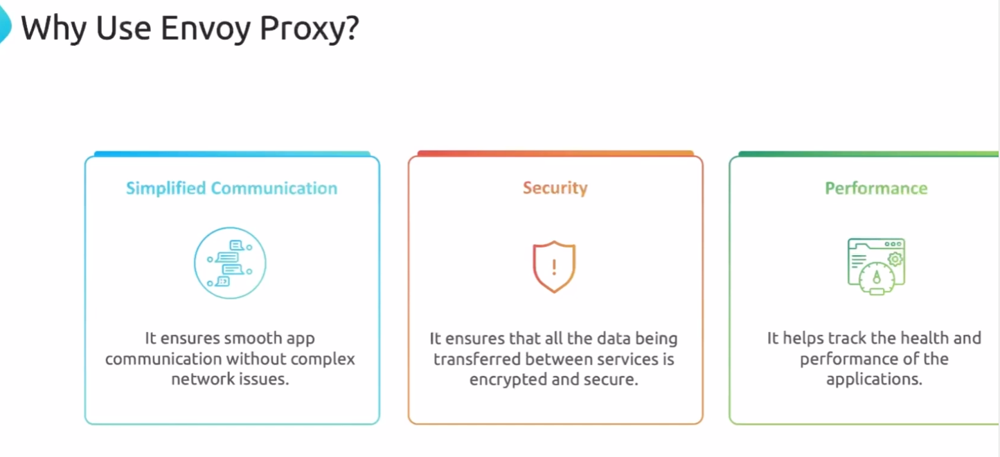 Why Use Envoy Proxy?
Simplified Communication
It ensures smooth app
communication without complex
network issues.
Security
!
It ensures that all the data being
transferred between services is
encrypted and secure.
Performance
It helps track the health and
performance of the
applications.